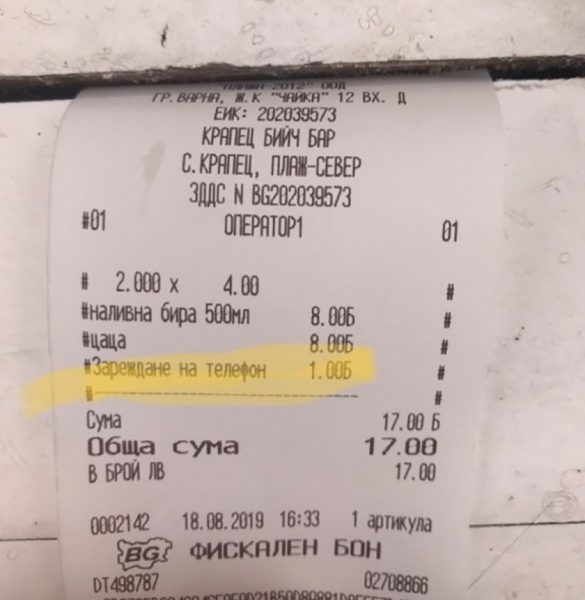 ГР.ВАРНА, Ж.К "ЧАЙКА" 12 ВХ. Д
ЕИК: 202039573
КРАПЕЦ БИЙЧ БАР
С.КРАПЕЦ, ПЛАЖ-СЕВЕР
ЗДДС N BG202039573
#01 ОПЕРАТОР1 01
# 2.000 x 4.00 #
#наливна бира 500мл 8.00Б #
#цаца 8.00Б #
#Зареждане на телефон 1.00Б #
# #
Сума 17.00 Б
Обща сума 17.00
В БРОЙ ЛВ 17.00
0002142 18.08.2019 16:33 1 артикула
BG ФИСКАЛЕН БОН
DT498787 02708866